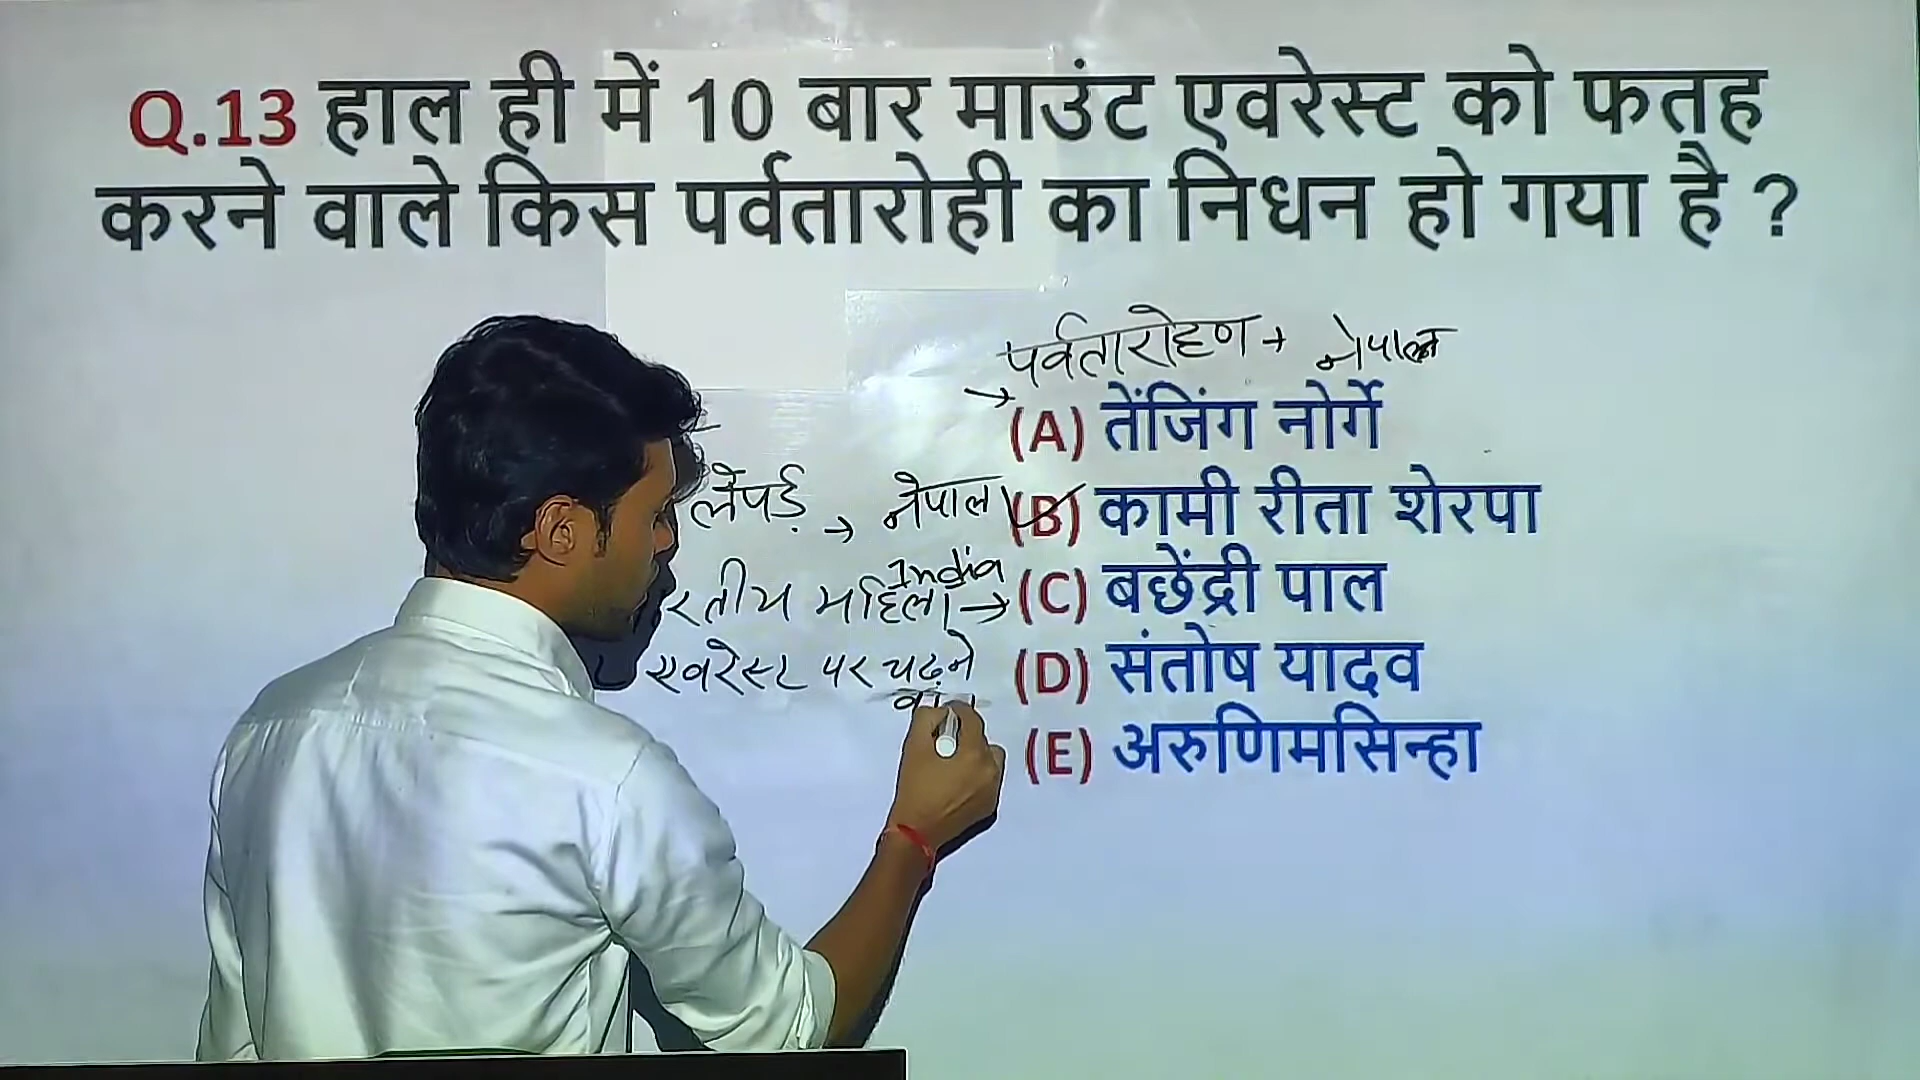 Q.13 हाल ही में 10 बार माउंट एवरेस्ट को फतह
करने वाले किस पर्वतारोही का निधन हो गया है ?
पर्वतारोहण → नेपाल
→ (A) तेंजिंग नोर्गे
लेपर्ड → नेपाल (B) कामी रीता शेरपा
India
महिला → (C) बछेंद्री पाल
एवरेस्ट पर चढ़ने (D) संतोष यादव
(E) अरुणिमसिन्हा